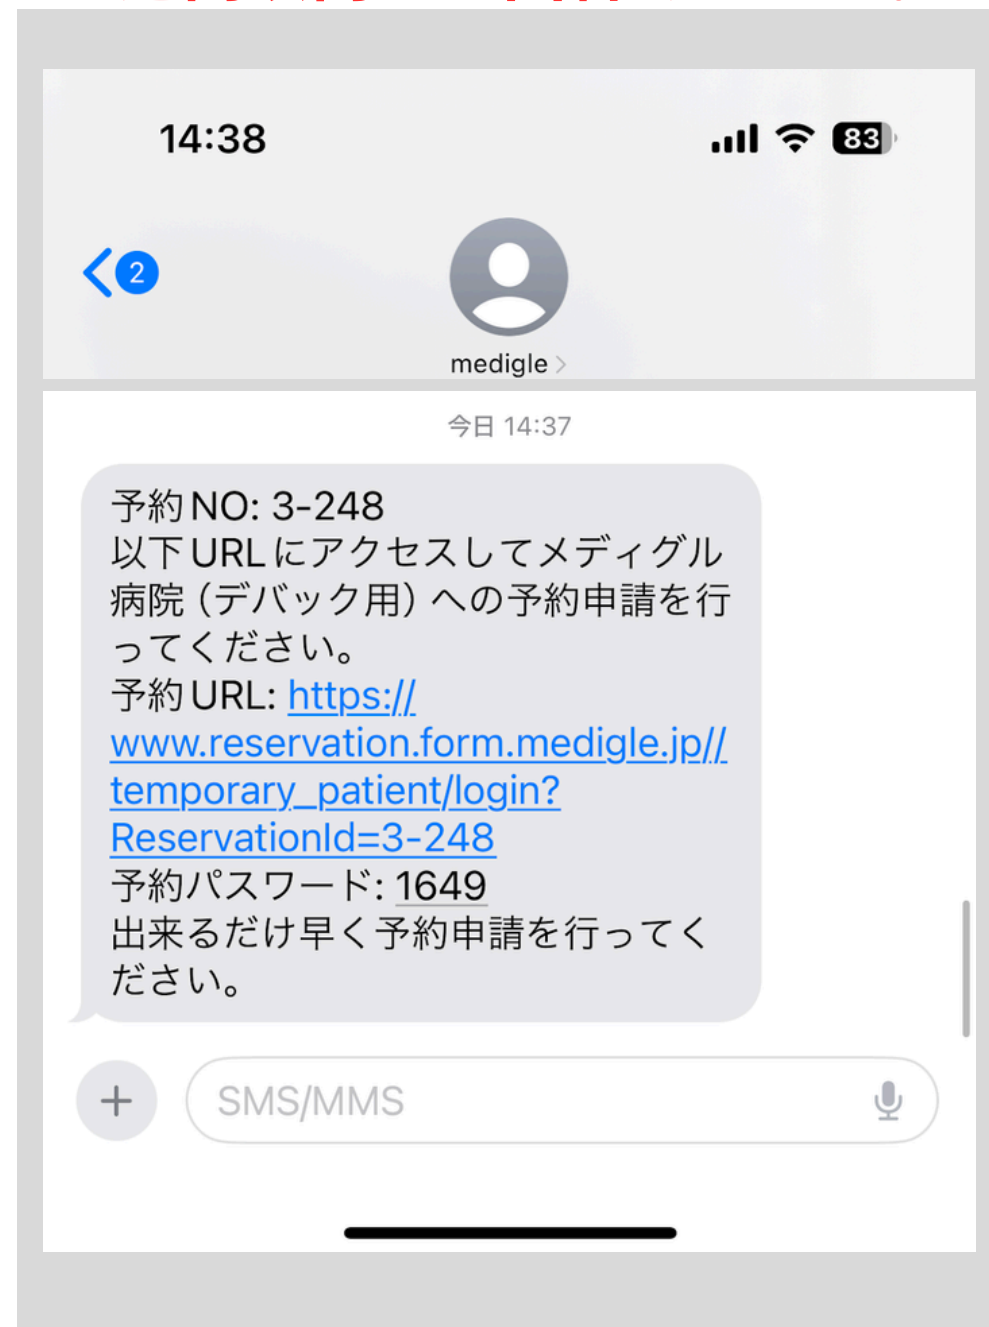 14:38
83
2
medigle
今日 14:37
予約NO: 3-248
以下URLにアクセスしてメディグル
病院（デバック用）への予約申請を行
ってください。
予約URL: https://
www.reservation.form.medigle.jp//
temporary_patient/login?
ReservationId=3-248
予約パスワード: 1649
出来るだけ早く予約申請を行ってく
ださい。
SMS/MMS